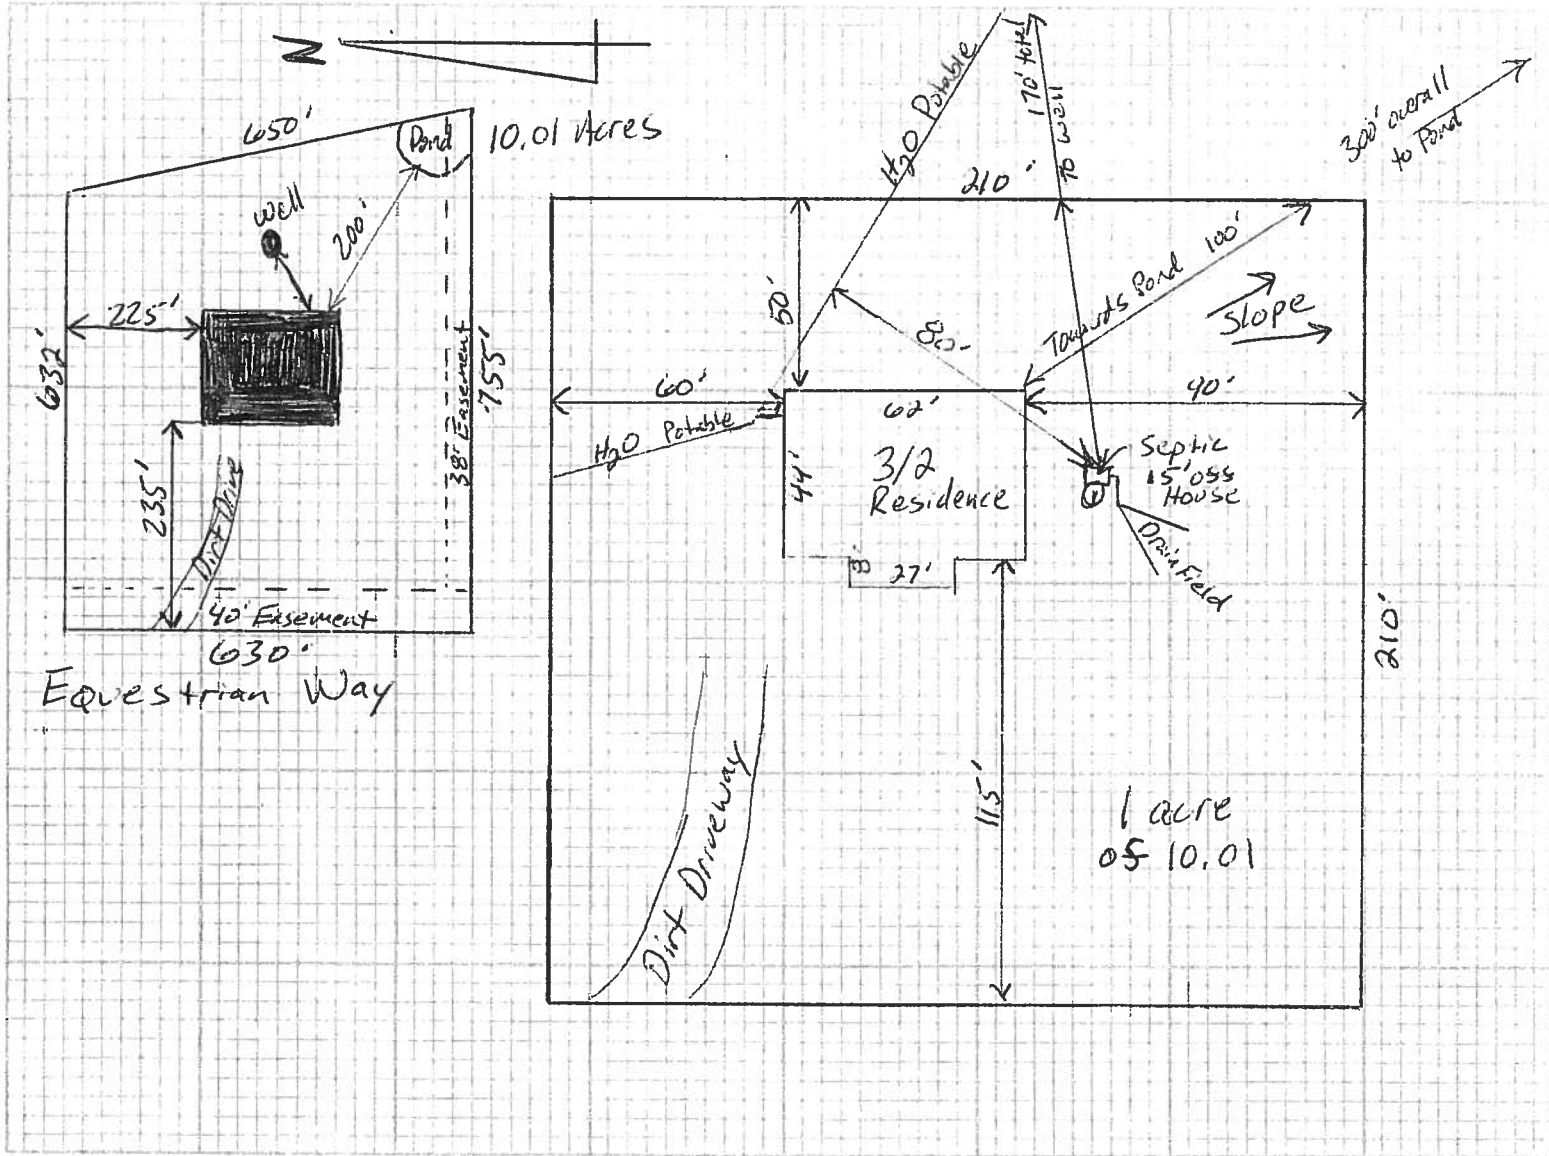 N
650'
Pond
10.01 Acres
Well
200'
225'
632'
38' Easement
755'
235'
Dirt Drive
40' Easement
630'
Equestrian Way
H2O Potable
170' total
TO well
300' overall
to Pond
210'
50'
80'
Towards Pond 100'
Slope
60'
62'
90'
H2O Potable
44'
3/2
Residence
Septic
15' oss
House
Drain Field
3'
27'
210'
115'
Dirt Driveway
1 acre
of 10.01